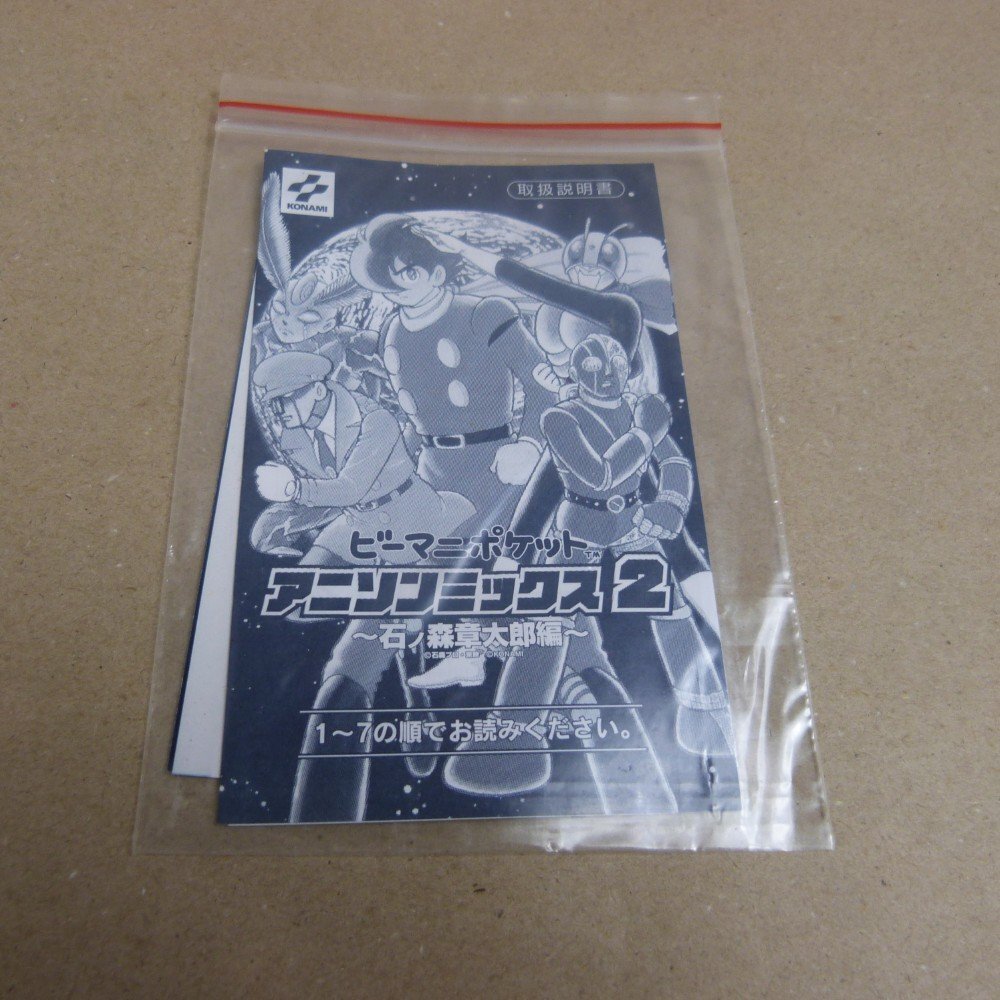 KONAMI
取扱説明書
ビーマニポケット TM
アニソンミックス2
～石ノ森章太郎編～
©KONAMI
1～7の順でお読みください。